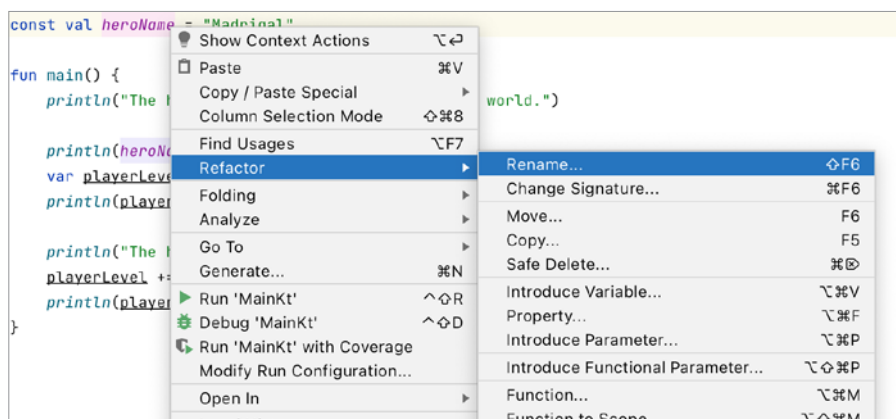 const val heroName = "Madrigal"
fun main() {
println("The h
world.")
println(heroNa
var playerLeve
println(player
println("The h
playerLevel +=
println(player
}
Show Context Actions ⌥⏎
Paste ⌘V
Copy / Paste Special
Column Selection Mode ⇧⌘8
Find Usages ⌥F7
Refactor
Folding
Analyze
Go To
Generate... ⌘N
Run 'MainKt' ^⇧R
Debug 'MainKt' ^⇧D
Run 'MainKt' with Coverage
Modify Run Configuration...
Open In
Rename... ⇧F6
Change Signature... ⌘F6
Move... F6
Copy... F5
Safe Delete... ⌘⌦
Introduce Variable... ⌥⌘V
Property... ⌥⌘F
Introduce Parameter... ⌥⌘P
Introduce Functional Parameter... ⌥⇧⌘P
Function... ⌥⌘M
Function to Scope... ⌥⇧⌘M